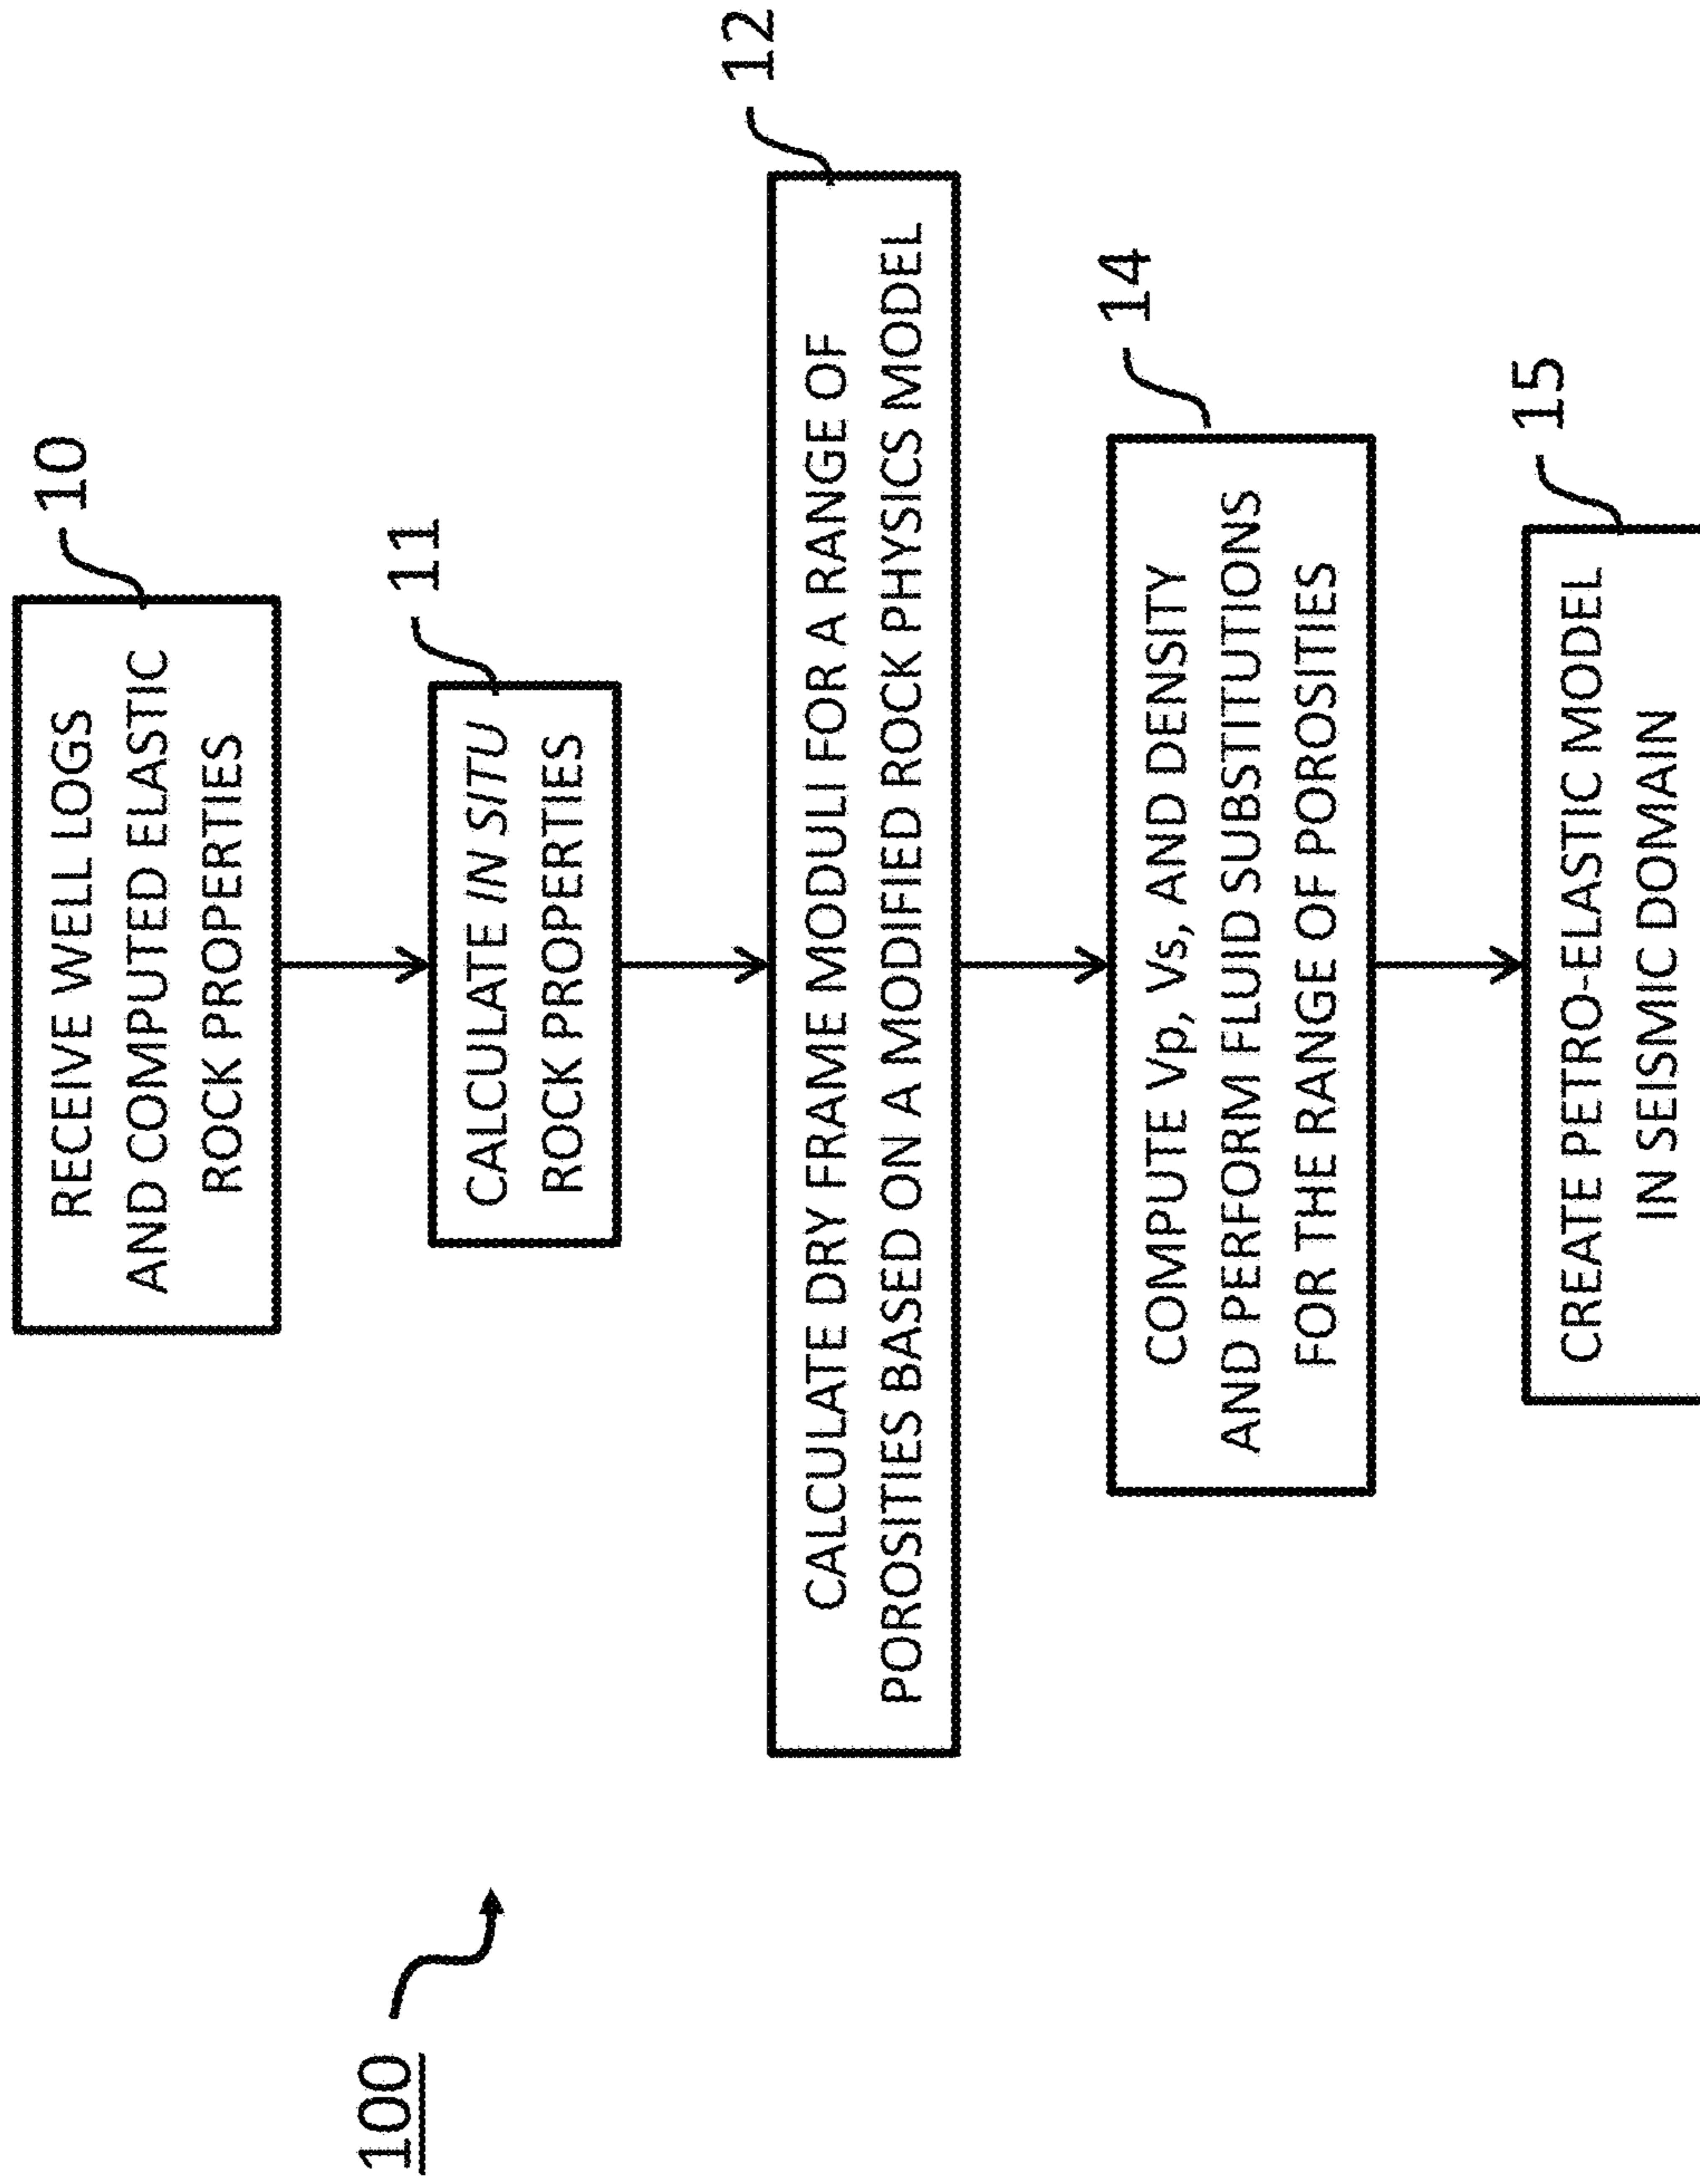 10
RECEIVE WELL LOGS
AND COMPUTED ELASTIC
ROCK PROPERTIES
11
CALCULATE IN SITU
ROCK PROPERTIES
100
12
CALCULATE DRY FRAME MODULI FOR A RANGE OF
POROSITIES BASED ON A MODIFIED ROCK PHYSICS MODEL
14
COMPUTE Vp, Vs, AND DENSITY
AND PERFORM FLUID SUBSTITUTIONS
FOR THE RANGE OF POROSITIES
15
CREATE PETRO-ELASTIC MODEL
IN SEISMIC DOMAIN